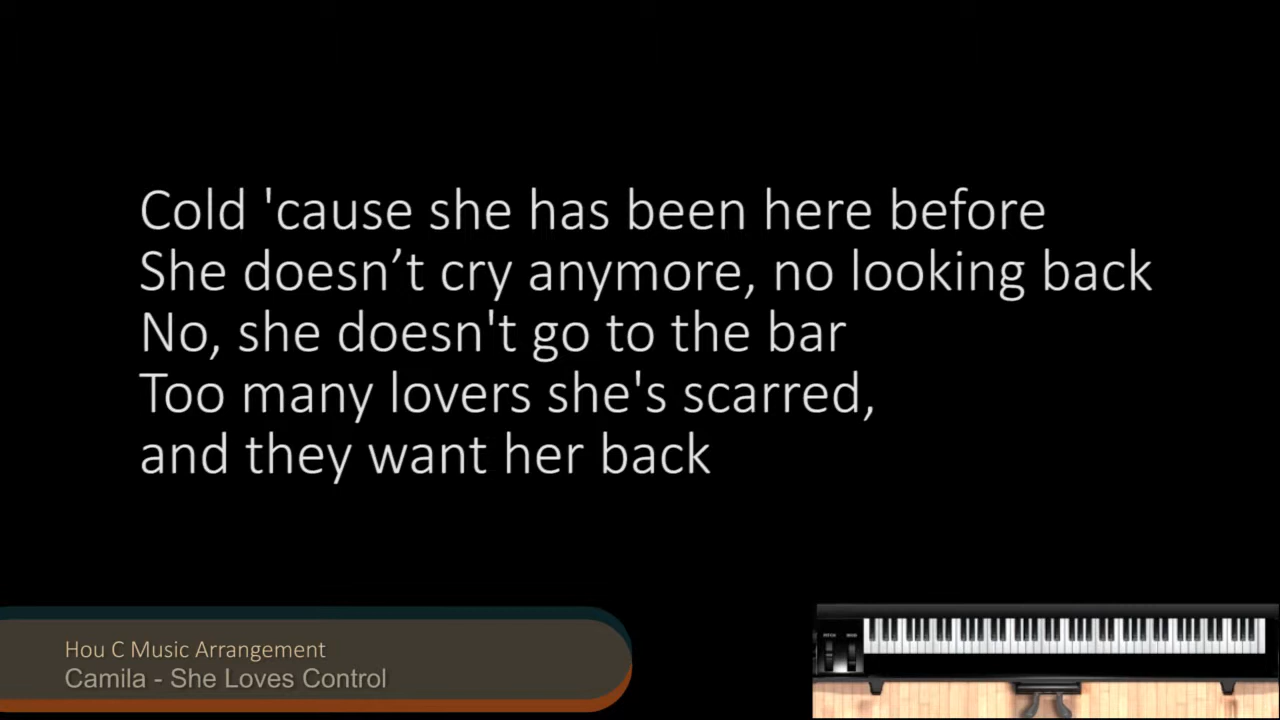 Cold 'cause she has been here before
She doesn’t cry anymore, no looking back
No, she doesn't go to the bar
Too many lovers she's scarred,
and they want her back
Hou C Music Arrangement
Camila - She Loves Control